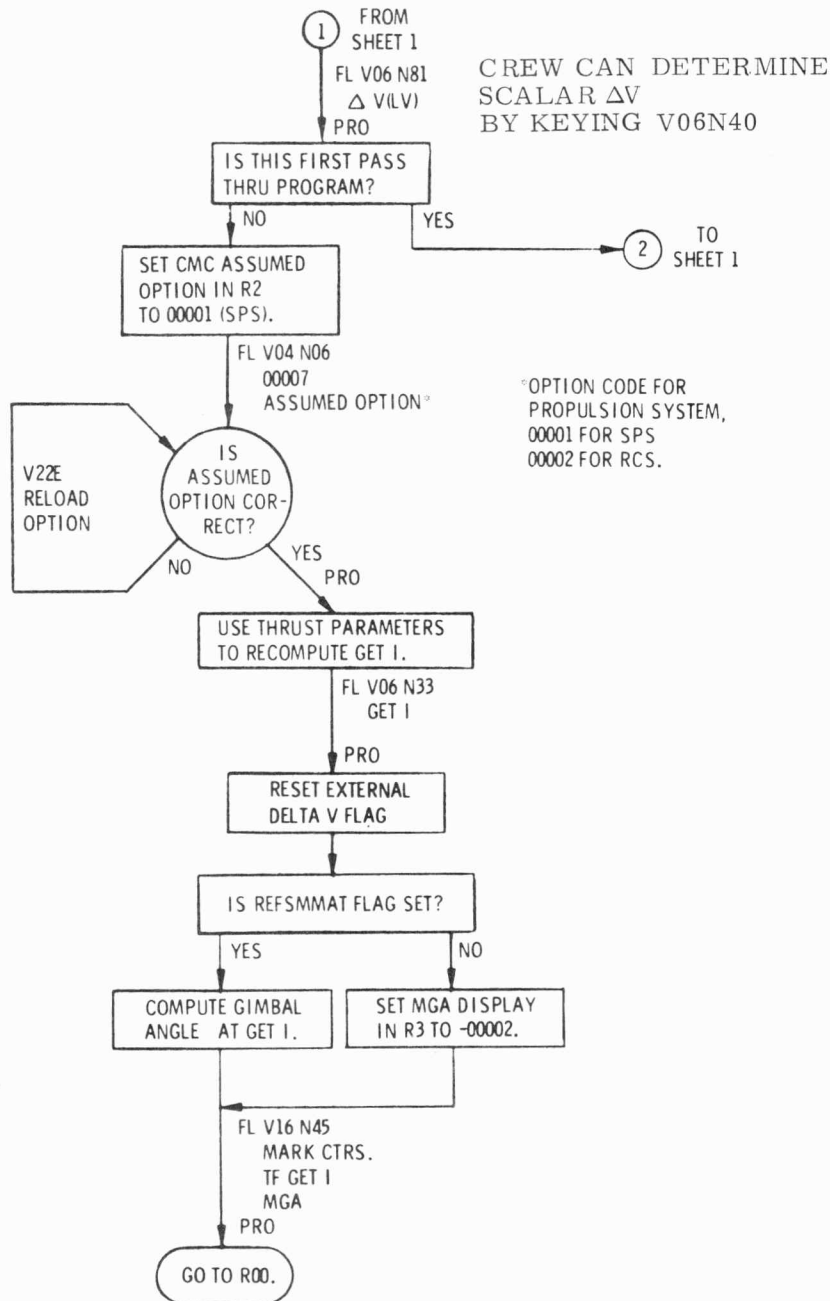 1
FROM
SHEET 1
FL V06 N81
Δ V(LV)
PRO
CREW CAN DETERMINE
SCALAR ΔV
BY KEYING V06N40
IS THIS FIRST PASS
THRU PROGRAM?
NO
YES
2
TO
SHEET 1
SET CMC ASSUMED
OPTION IN R2
TO 00001 (SPS).
FL V04 N06
00007
ASSUMED OPTION°
°OPTION CODE FOR
PROPULSION SYSTEM,
00001 FOR SPS
00002 FOR RCS.
V22E
RELOAD
OPTION
IS
ASSUMED
OPTION COR-
RECT?
NO
YES
PRO
USE THRUST PARAMETERS
TO RECOMPUTE GET I.
FL V06 N33
GET I
PRO
RESET EXTERNAL
DELTA V FLAG
IS REFSMMAT FLAG SET?
YES
NO
COMPUTE GIMBAL
ANGLE AT GET I.
SET MGA DISPLAY
IN R3 TO -00002.
FL V16 N45
MARK CTRS.
TF GET I
MGA
PRO
GO TO R00.